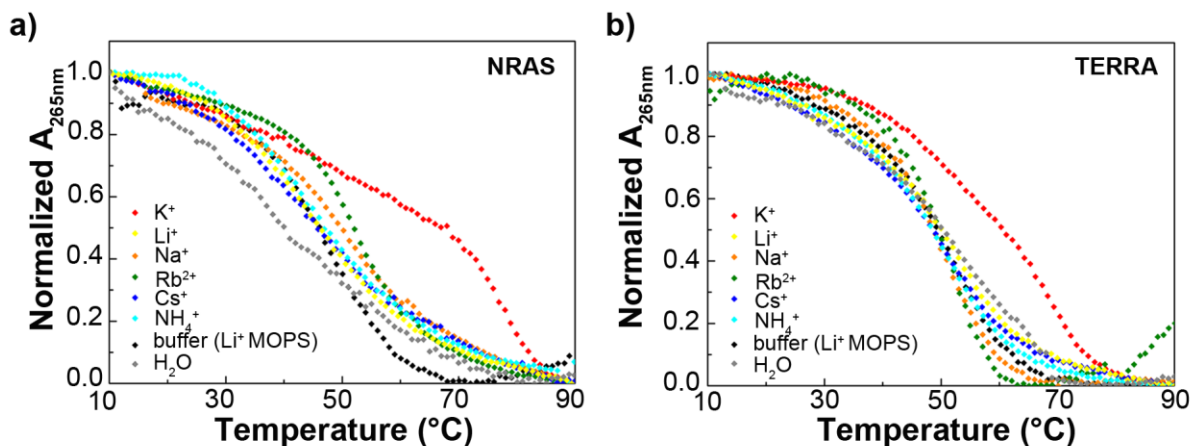 a)
NRAS
Normalized A265nm
1.0
0.8
0.6
0.4
0.2
0.0
K⁺
Li⁺
Na⁺
Rb²⁺
Cs⁺
NH₄⁺
buffer (Li⁺ MOPS)
H₂O
10 30 50 70 90
Temperature (°C)
b)
TERRA
Normalized A265nm
1.0
0.8
0.6
0.4
0.2
0.0
K⁺
Li⁺
Na⁺
Rb²⁺
Cs⁺
NH₄⁺
buffer (Li⁺ MOPS)
H₂O
10 30 50 70 90
Temperature (°C)